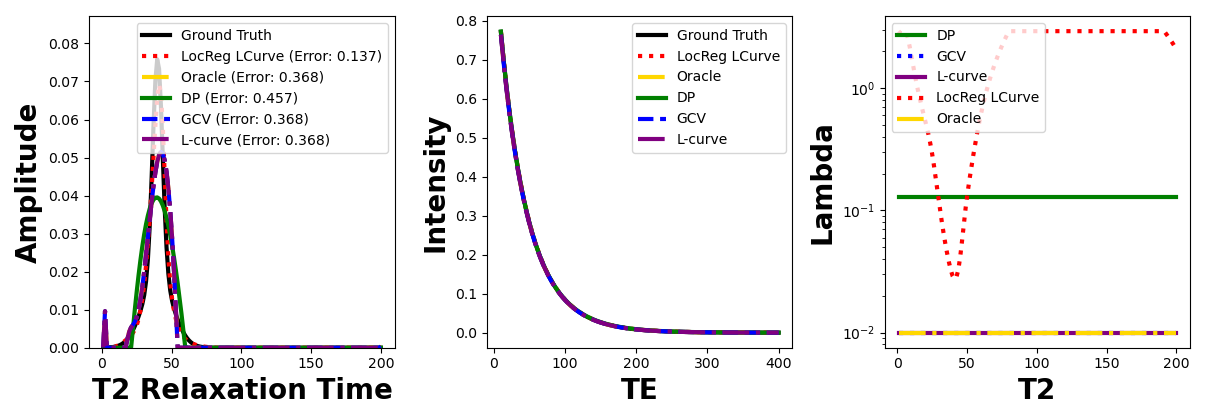 0.08
0.07
0.06
0.05
0.04
0.03
0.02
0.01
0.00
0
50
100
150
200
Amplitude
T2 Relaxation Time
Ground Truth
LocReg LCurve (Error: 0.137)
Oracle (Error: 0.368)
DP (Error: 0.457)
GCV (Error: 0.368)
L-curve (Error: 0.368)
0.8
0.7
0.6
0.5
0.4
0.3
0.2
0.1
0.0
0
100
200
300
400
Intensity
TE
Ground Truth
LocReg LCurve
Oracle
DP
GCV
L-curve
10⁰
10⁻¹
10⁻²
0
50
100
150
200
Lambda
T2
DP
GCV
L-curve
LocReg LCurve
Oracle